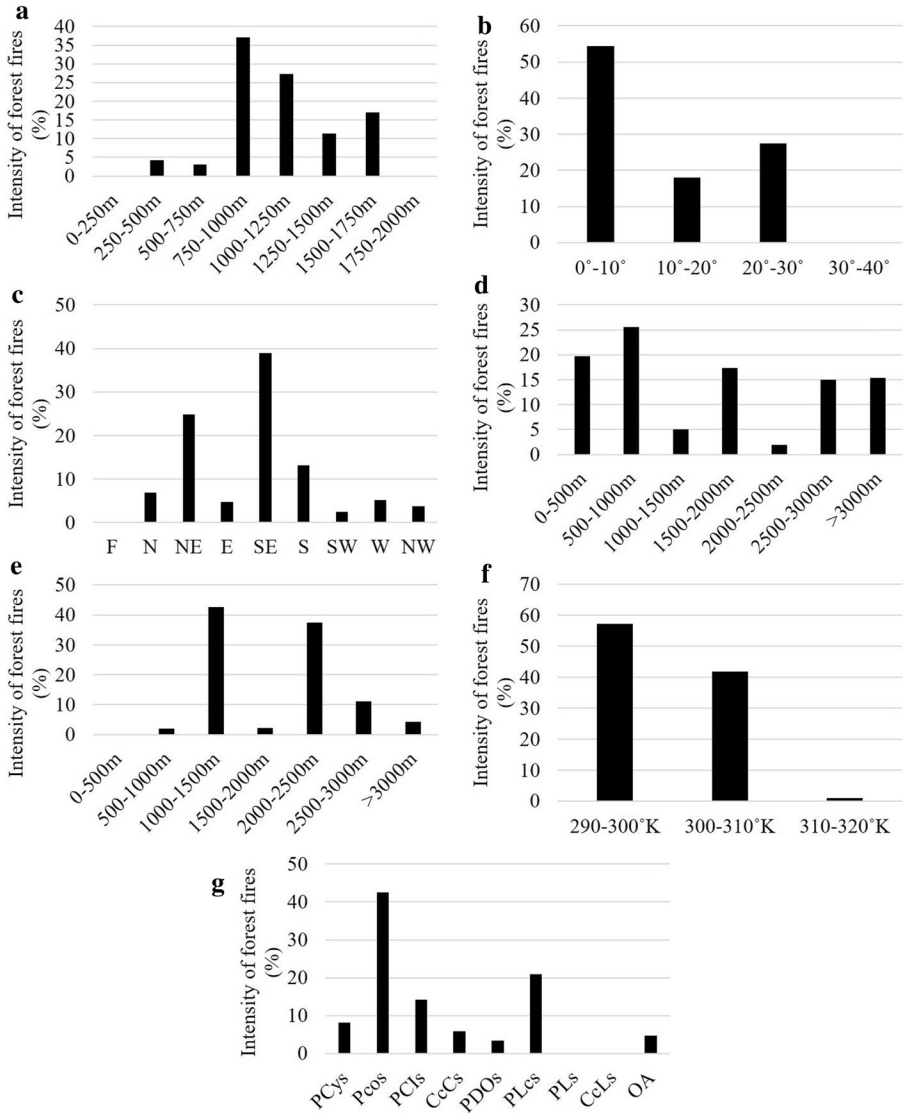 a
Intensity of forest fires
(%)
40
35
30
25
20
15
10
5
0
0-250m
250-500m
500-750m
750-1000m
1000-1250m
1250-1500m
1500-1750m
1750-2000m
b
Intensity of forest fires
(%)
60
50
40
30
20
10
0
0˚-10˚
10˚-20˚
20˚-30˚
30˚-40˚
c
Intensity of forest fires
(%)
50
40
30
20
10
0
F N NE E SE S SW W NW
d
Intensity of forest fires
(%)
30
25
20
15
10
5
0
0-500m
500-1000m
1000-1500m
1500-2000m
2000-2500m
2500-3000m
>3000m
e
Intensity of forest fires
(%)
50
40
30
20
10
0
0-500m
500-1000m
1000-1500m
1500-2000m
2000-2500m
2500-3000m
>3000m
f
Intensity of forest fires
(%)
70
60
50
40
30
20
10
0
290-300˚K
300-310˚K
310-320˚K
g
Intensity of forest fires
(%)
50
40
30
20
10
0
PCys
Pcos
PCIs
CcCs
PDOs
PLcs
PLs
CcLs
OA